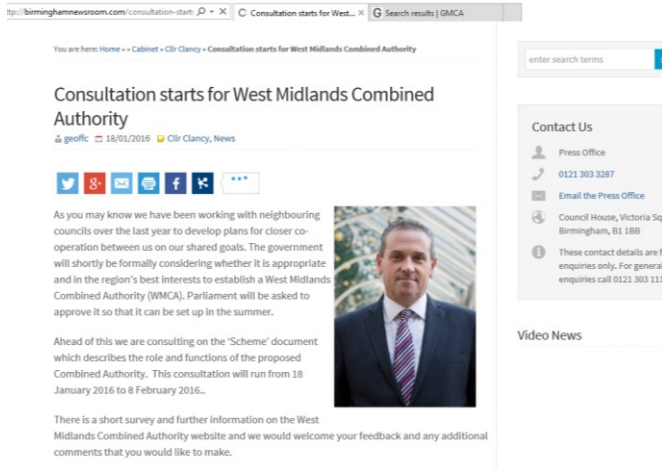 ttp://birminghamnewsroom.com/consultation-start:
Consultation starts for West...
G Search results | GMCA
You are here: Home » » Cabinet » Cllr Clancy » Consultation starts for West Midlands Combined Authority
Consultation starts for West Midlands Combined
Authority
geoffc 18/01/2016 Cllr Clancy, News
As you may know we have been working with neighbouring
councils over the last year to develop plans for closer co-
operation between us on our shared goals. The government
will shortly be formally considering whether it is appropriate
and in the region's best interests to establish a West Midlands
Combined Authority (WMCA). Parliament will be asked to
approve it so that it can be set up in the summer.
Ahead of this we are consulting on the 'Scheme' document
which describes the role and functions of the proposed
Combined Authority. This consultation will run from 18
January 2016 to 8 February 2016..
There is a short survey and further information on the West
Midlands Combined Authority website and we would welcome your feedback and any additional
comments that you would like to make.
enter search terms
Contact Us
Press Office
0121 303 3287
Email the Press Office
Council House, Victoria Sq
Birmingham, B1 1BB
These contact details are f
enquiries only. For general
enquiries call 0121 303 111
Video News